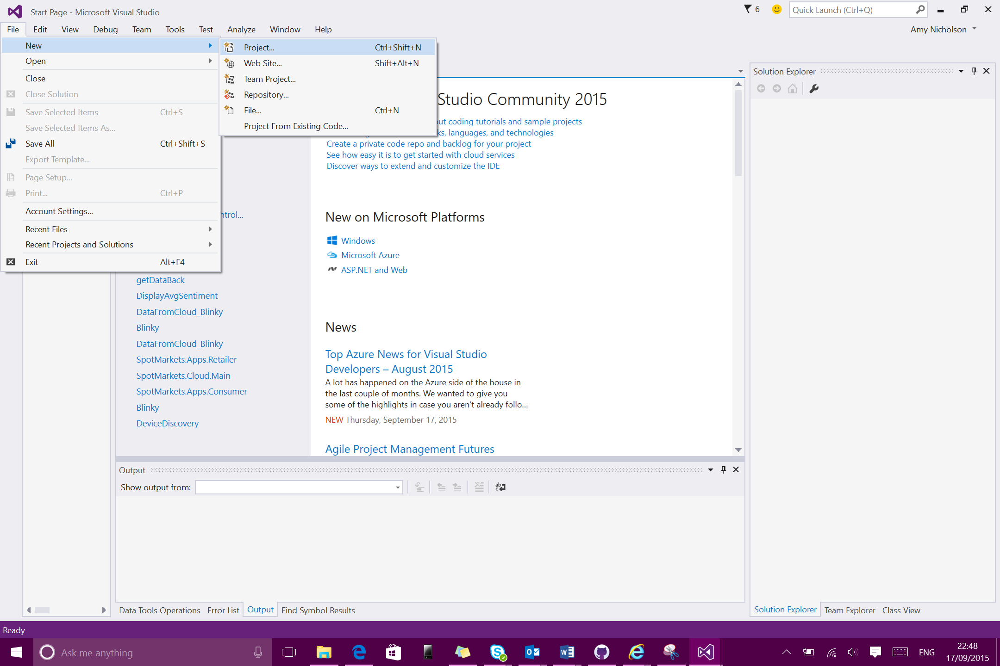 Start Page - Microsoft Visual Studio
6
Quick Launch (Ctrl+Q)
File Edit View Debug Team Tools Test Analyze Window Help
Amy Nicholson
New
Open
Close
Close Solution
Save Selected Items Ctrl+S
Save Selected Items As...
Save All Ctrl+Shift+S
Export Template...
Page Setup...
Print... Ctrl+P
Account Settings...
Recent Files
Recent Projects and Solutions
Exit Alt+F4
Project... Ctrl+Shift+N
Web Site... Shift+Alt+N
Team Project...
Repository...
File... Ctrl+N
Project From Existing Code...
ntrol...
getDataBack
DisplayAvgSentiment
DataFromCloud_Blinky
Blinky
DataFromCloud_Blinky
SpotMarkets.Apps.Retailer
SpotMarkets.Cloud.Main
SpotMarkets.Apps.Consumer
Blinky
DeviceDiscovery
Studio Community 2015
ut coding tutorials and sample projects
ks, languages, and technologies
Create a private code repo and backlog for your project
See how easy it is to get started with cloud services
Discover ways to extend and customize the IDE
New on Microsoft Platforms
Windows
Microsoft Azure
ASP.NET and Web
News
Top Azure News for Visual Studio
Developers – August 2015
A lot has happened on the Azure side of the house in
the last couple of months. We wanted to give you
some of the highlights in case you aren't already follo...
NEW Thursday, September 17, 2015
Agile Project Management Futures
Solution Explorer
Output
Show output from:
Data Tools Operations Error List Output Find Symbol Results
Solution Explorer Team Explorer Class View
Ready
Ask me anything
ENG
22:48
17/09/2015